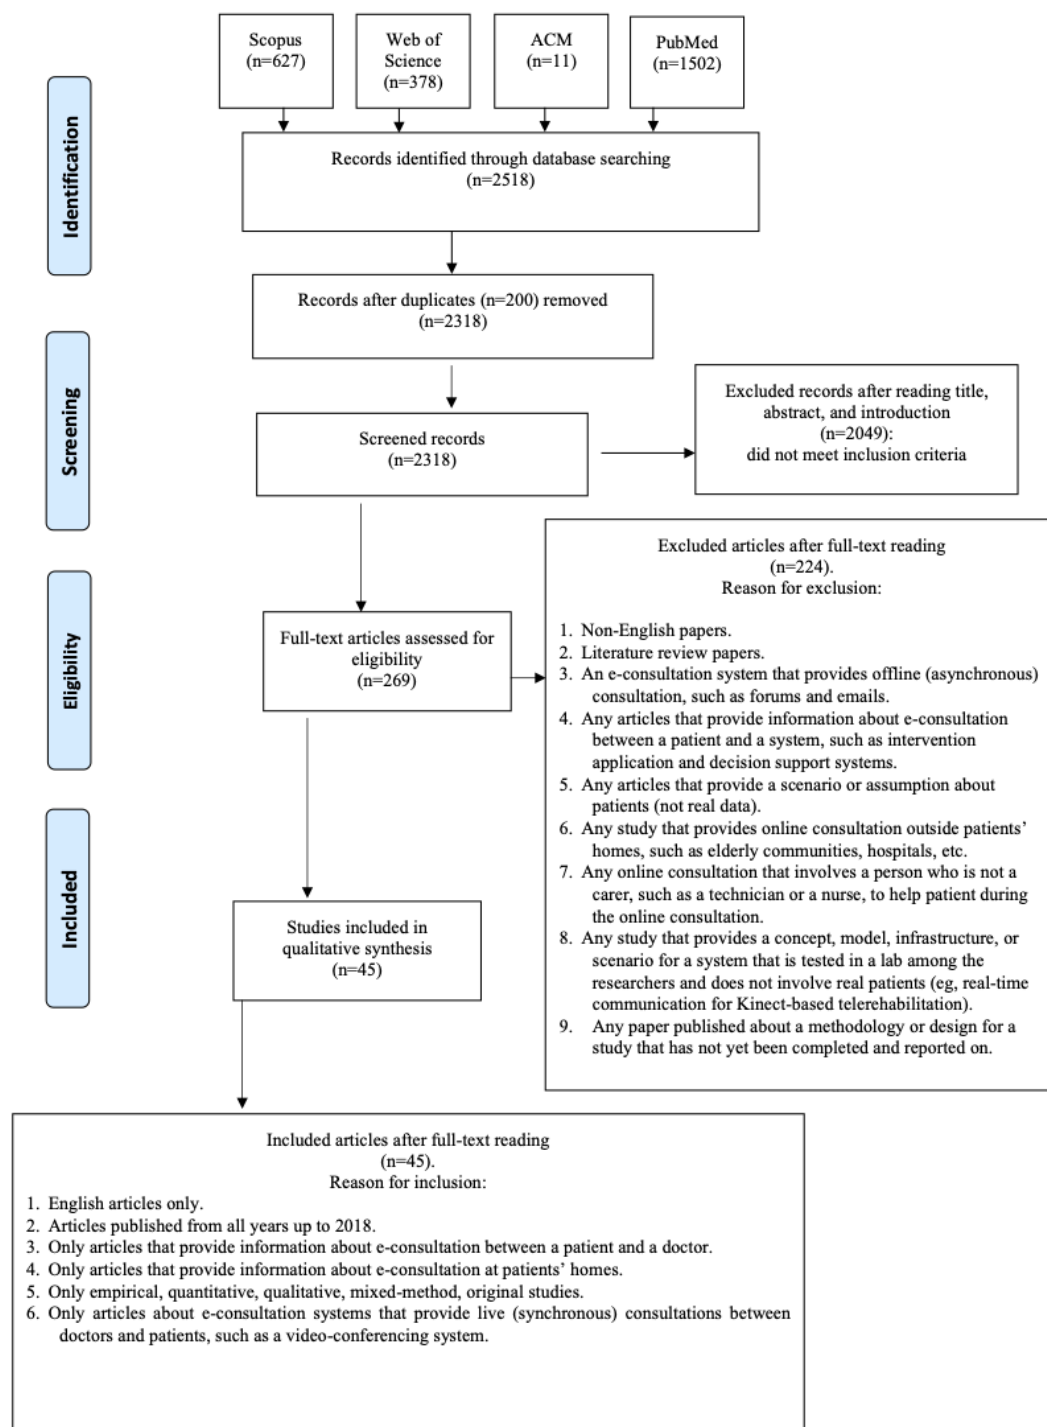 Scopus
(n=627)
Web of
Science
(n=378)
ACM
(n=11)
PubMed
(n=1502)
Identification
Records identified through database searching
(n=2518)
Records after duplicates (n=200) removed
(n=2318)
Screening
Screened records
(n=2318)
Excluded records after reading title,
abstract, and introduction
(n=2049):
did not meet inclusion criteria
Eligibility
Full-text articles assessed for
eligibility
(n=269)
Excluded articles after full-text reading
(n=224).
Reason for exclusion:
1. Non-English papers.
2. Literature review papers.
3. An e-consultation system that provides offline (asynchronous)
consultation, such as forums and emails.
4. Any articles that provide information about e-consultation
between a patient and a system, such as intervention
application and decision support systems.
5. Any articles that provide a scenario or assumption about
patients (not real data).
6. Any study that provides online consultation outside patients’
homes, such as elderly communities, hospitals, etc.
7. Any online consultation that involves a person who is not a
carer, such as a technician or a nurse, to help patient during
the online consultation.
8. Any study that provides a concept, model, infrastructure, or
scenario for a system that is tested in a lab among the
researchers and does not involve real patients (eg, real-time
communication for Kinect-based telerehabilitation).
9. Any paper published about a methodology or design for a
study that has not yet been completed and reported on.
Included
Studies included in
qualitative synthesis
(n=45)
Included articles after full-text reading
(n=45).
Reason for inclusion:
1. English articles only.
2. Articles published from all years up to 2018.
3. Only articles that provide information about e-consultation between a patient and a doctor.
4. Only articles that provide information about e-consultation at patients’ homes.
5. Only empirical, quantitative, qualitative, mixed-method, original studies.
6. Only articles about e-consultation systems that provide live (synchronous) consultations between
doctors and patients, such as a video-conferencing system.